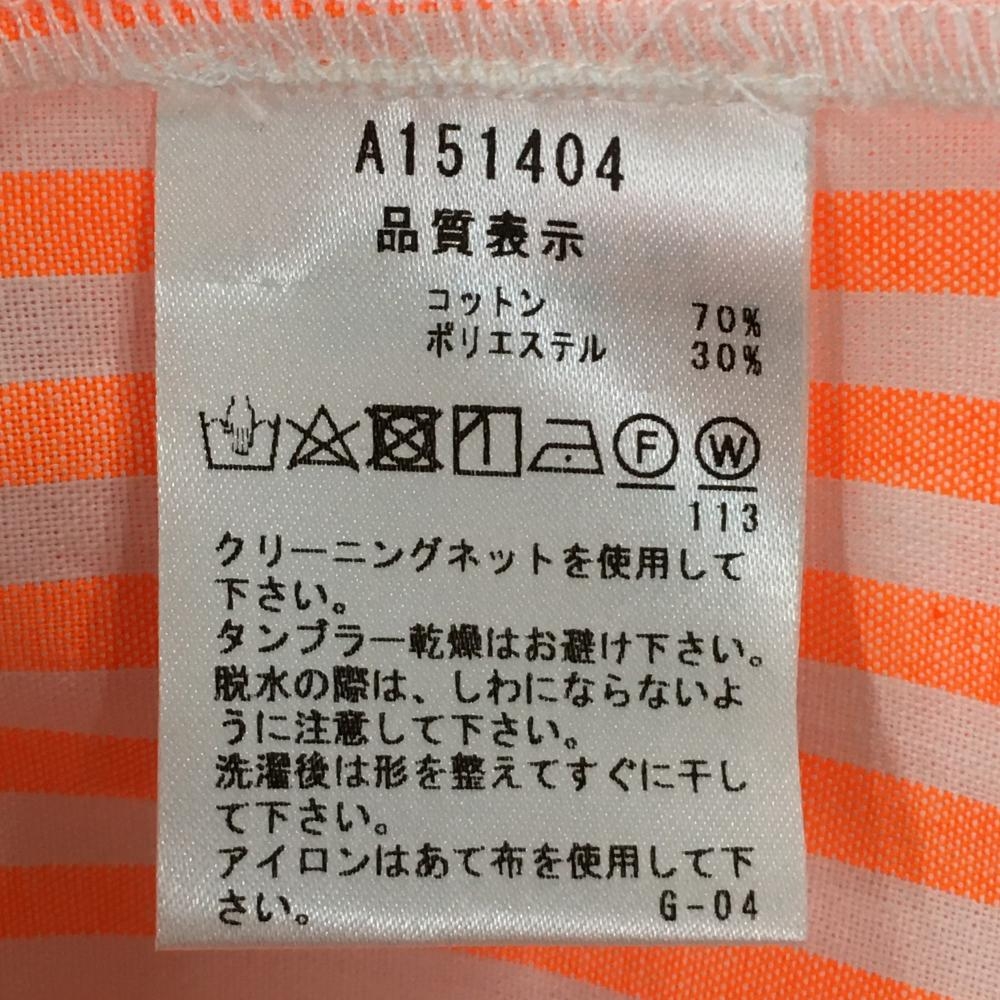 A151404
品質表示
コットン 70%
ポリエステル 30%
F W
113
クリーニングネットを使用して
下さい。
タンブラー乾燥はお避け下さい。
脱水の際は、しわにならないよ
うに注意して下さい。
洗濯後は形を整えてすぐに干し
て下さい。
アイロンはあて布を使用して下
さい。 G-04